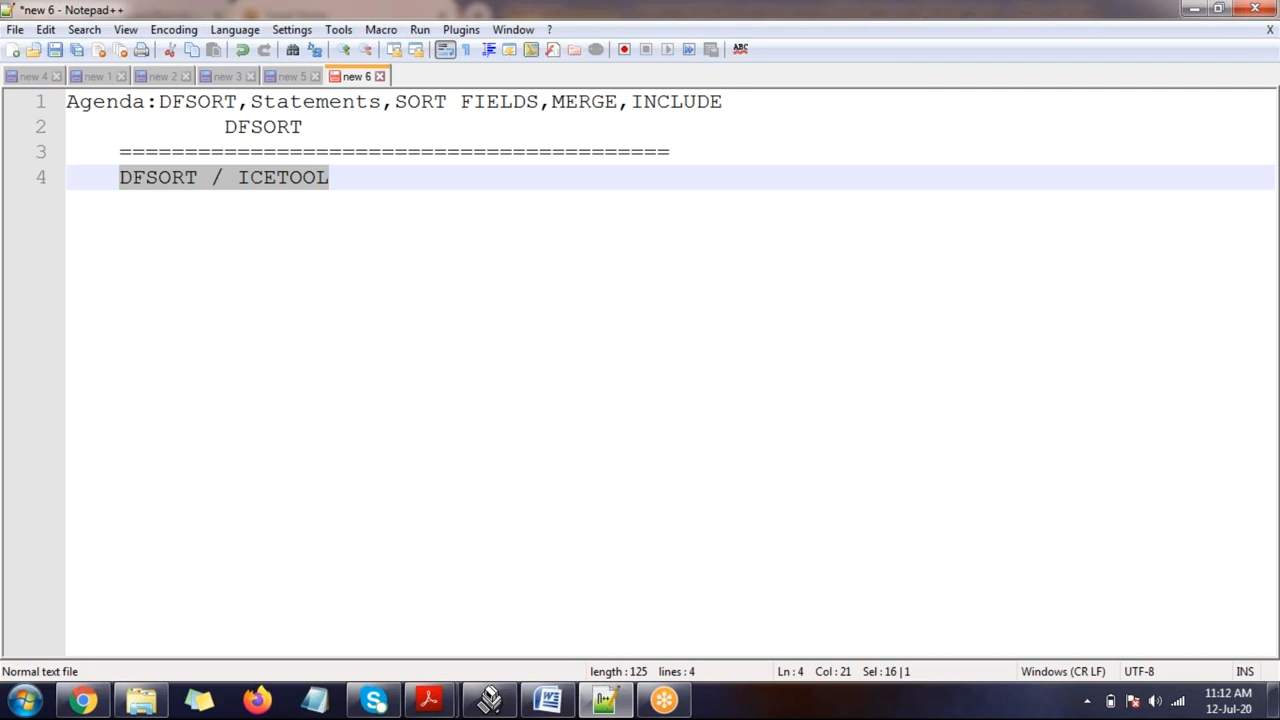 *new 6 - Notepad++
File Edit Search View Encoding Language Settings Tools Macro Run Plugins Window ? X
ABC
new 4 new 1 new 2 new 3 new 5 new 6
1 Agenda:DFSORT,Statements,SORT FIELDS,MERGE,INCLUDE
2 DFSORT
3 ==========================================
4 DFSORT / ICETOOL
Normal text file length : 125 lines : 4 Ln : 4 Col : 21 Sel : 16 | 1 Windows (CR LF) UTF-8 INS
11:12 AM
12-Jul-20